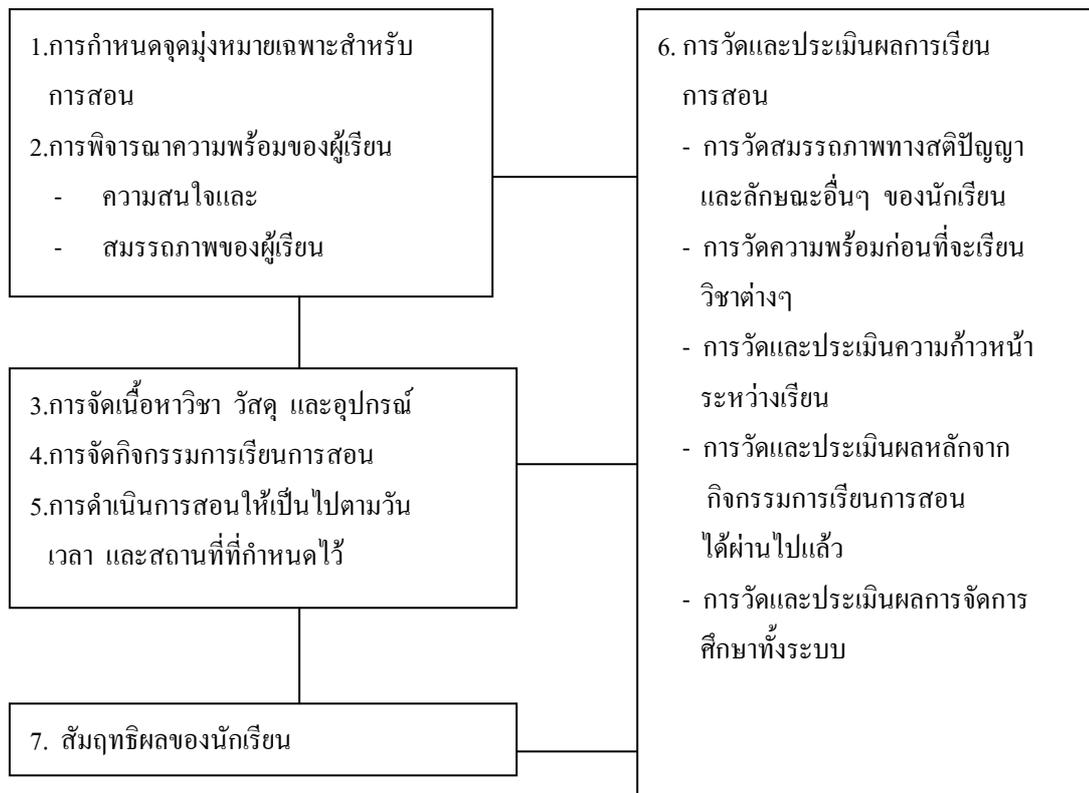 1.การกำหนดจุดมุ่งหมายเฉพาะสำหรับ
การสอน
2.การพิจารณาความพร้อมของผู้เรียน
- ความสนใจและ
- สมรรถภาพของผู้เรียน
3.การจัดเนื้อหาวิชา วัสดุ และอุปกรณ์
4.การจัดกิจกรรมการเรียนการสอน
5.การดำเนินการสอนให้เป็นไปตามวัน
เวลา และสถานที่ที่กำหนดไว้
7. สัมฤทธิผลของนักเรียน
6. การวัดและประเมินผลการเรียน
การสอน
- การวัดสมรรถภาพทางสติปัญญา
และลักษณะอื่นๆ ของนักเรียน
- การวัดความพร้อมก่อนที่จะเรียน
วิชาต่างๆ
- การวัดและประเมินความก้าวหน้า
ระหว่างเรียน
- การวัดและประเมินผลหลักจาก
กิจกรรมการเรียนการสอน
ได้ผ่านไปแล้ว
- การวัดและประเมินผลการจัดการ
ศึกษาทั้งระบบ